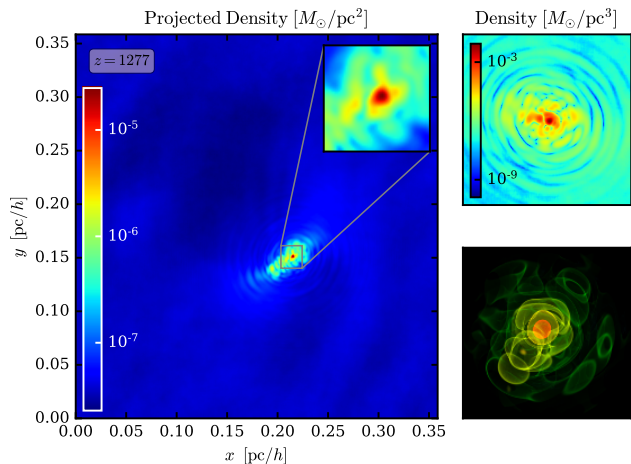 Projected Density [M⊙/pc²]
Density [M⊙/pc³]
z = 1277
0.35
0.30
0.25
0.20
0.15
0.10
0.05
0.00
y [pc/h]
10⁻⁵
10⁻⁶
10⁻⁷
10⁻³
10⁻⁹
0.00 0.05 0.10 0.15 0.20 0.25 0.30 0.35
x [pc/h]